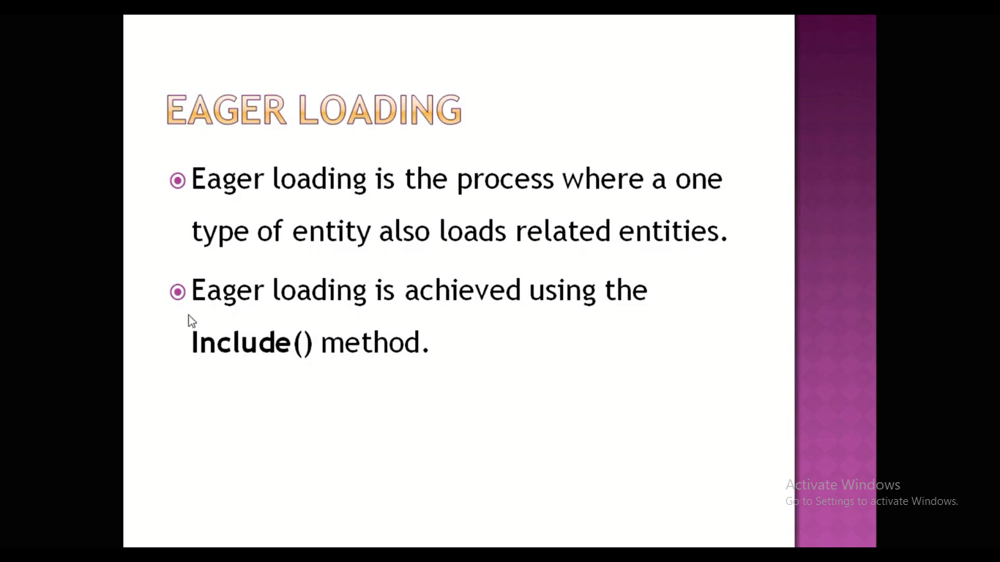 EAGER LOADING
Eager loading is the process where a one
type of entity also loads related entities.
Eager loading is achieved using the
Include() method.
Activate Windows
Go to Settings to activate Windows.